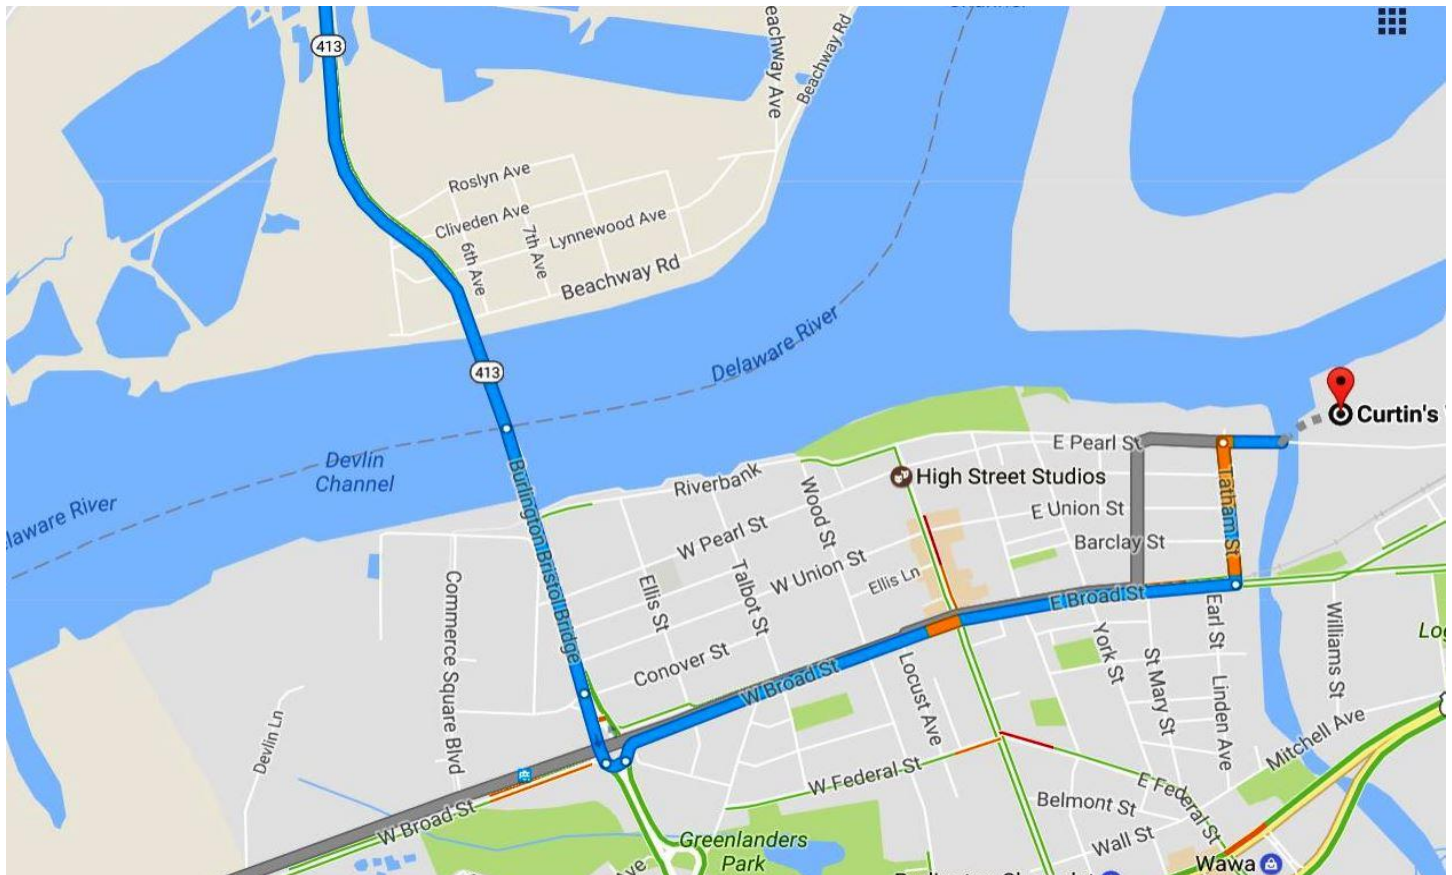 413
eachway Ave
Beachway Rd
Roslyn Ave
Cliveden Ave
Lynnewood Ave
6th Ave
7th Ave
Beachway Rd
413
Delaware River
Devlin
Channel
elaware River
Curtin's
E Pearl St
High Street Studios
Riverbank
Wood St
Latham St
E Union St
W Pearl St
Barclay St
Burlington Bristol Bridge
W Union St
Ellis Ln
Talbot St
Ellis St
Commerce Square Blvd
E Broad St
Earl St
Williams St
York St
Conover St
W Broad St
St Mary St
Locust Ave
Linden Ave
Devlin Ln
Mitchell Ave
W Federal St
E Federal St
Belmont St
W Broad St
Wall St
Greenlanders
Park
Wawa